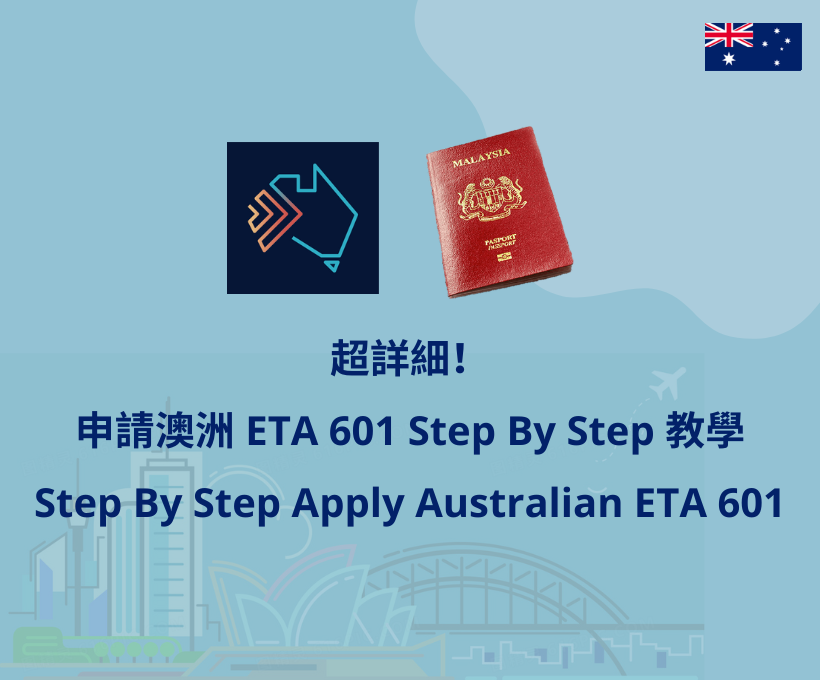 MALAYSIA
PASPORT
PASSPORT
超詳細!
申請澳洲 ETA 601 Step By Step 教學
Step By Step Apply Australian ETA 601